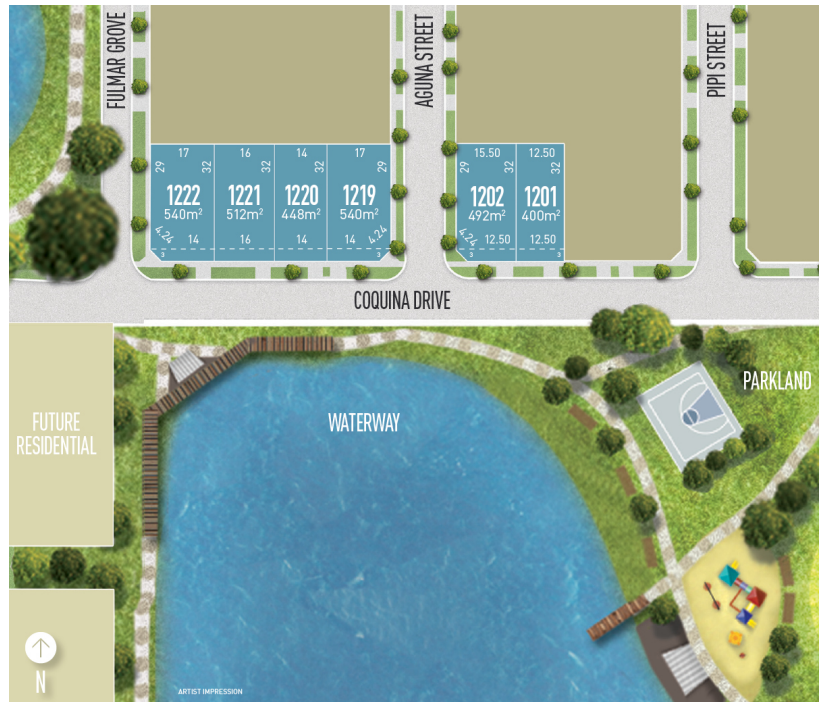 FULMAR GROVE
AGUNA STREET
PIPI STREET
17
29
32
1222
540m²
4.24
14
3
16
32
1221
512m²
16
14
32
1220
448m²
14
17
29
1219
540m²
14
4.24
3
15.50
29
32
1202
492m²
4.24
12.50
3
12.50
32
1201
400m²
12.50
COQUINA DRIVE
FUTURE
RESIDENTIAL
WATERWAY
PARKLAND
N
ARTIST IMPRESSION